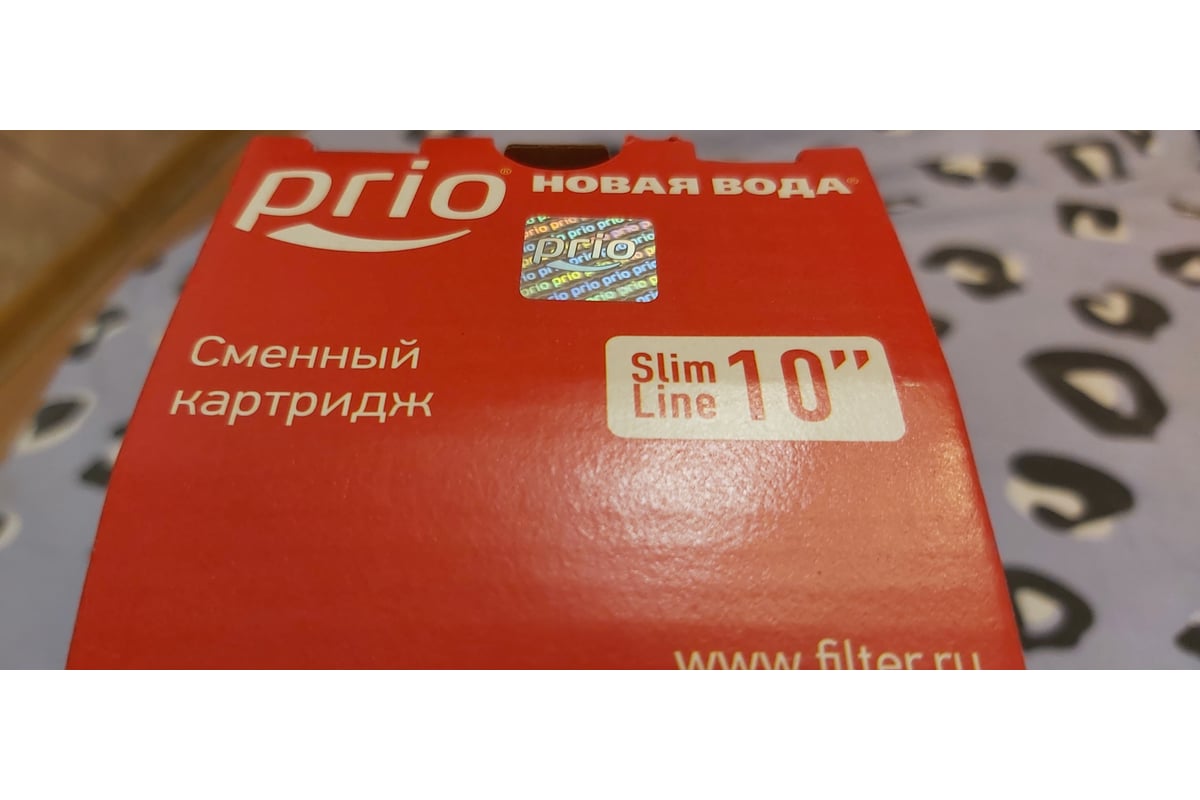 prio® НОВАЯ ВОДА®
prio
Сменный
картридж
Slim
Line 10”
www.filter.ru